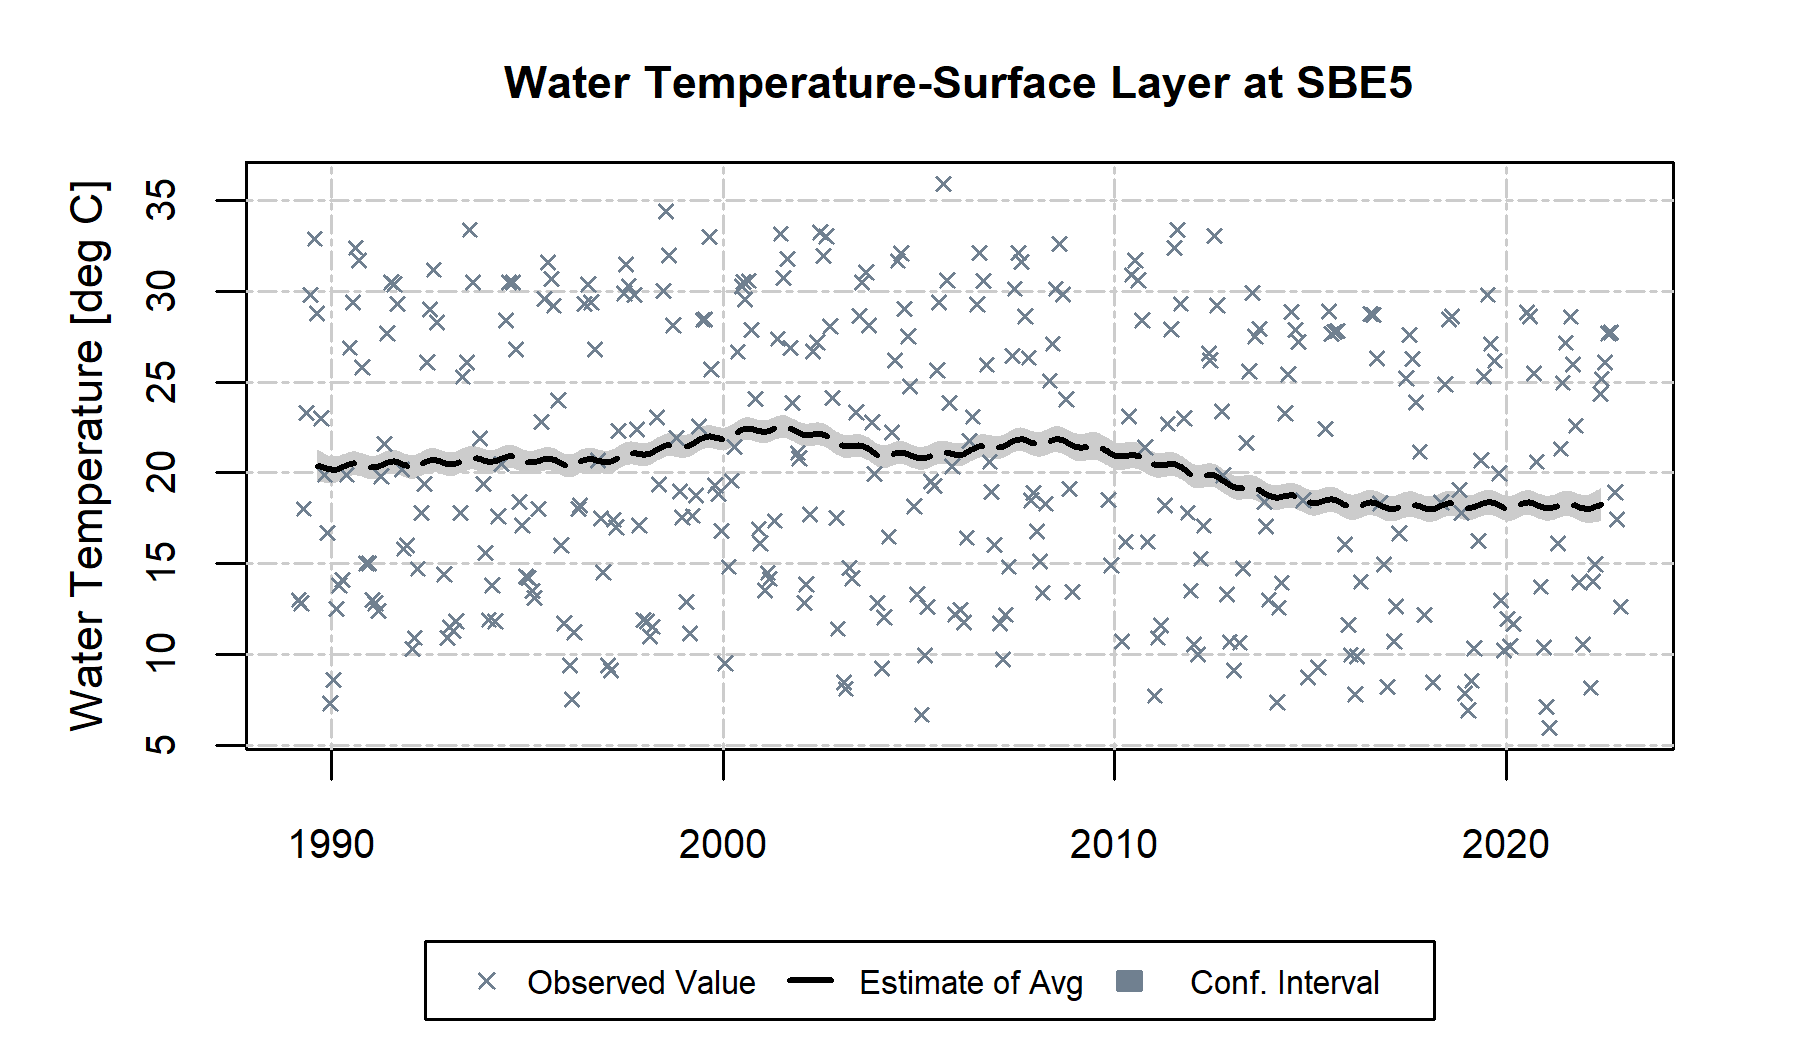 Water Temperature-Surface Layer at SBE5
Water Temperature [deg C]
35
30
25
20
15
10
5
1990 2000 2010 2020
Observed Value Estimate of Avg Conf. Interval